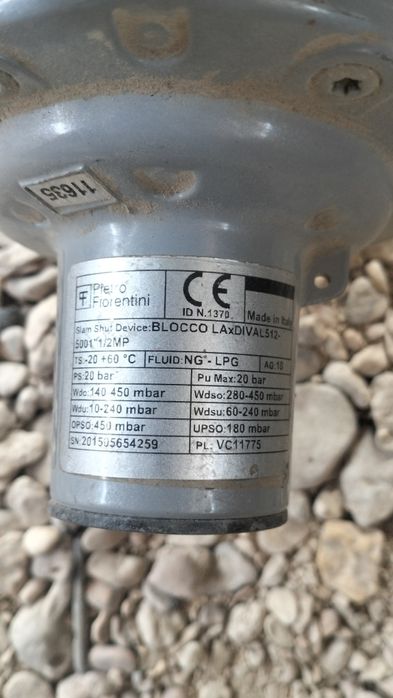 11635
Pietro
Fiorentini
CE
ID N.1370
Made in Italy
Slam Shut Device:BLOCCO LAxDIVAL512-
5001"1/2MP
TS:-20 +60 °C FLUID:NG - LPG AG:10
PS:20 bar Pu Max:20 bar
Wdo:140-450 mbar Wdso:280-450 mbar
Wdu:10-240 mbar Wdsu:60-240 mbar
OPSO:450 mbar UPSO:180 mbar
SN:201505654259 PL: VC11775